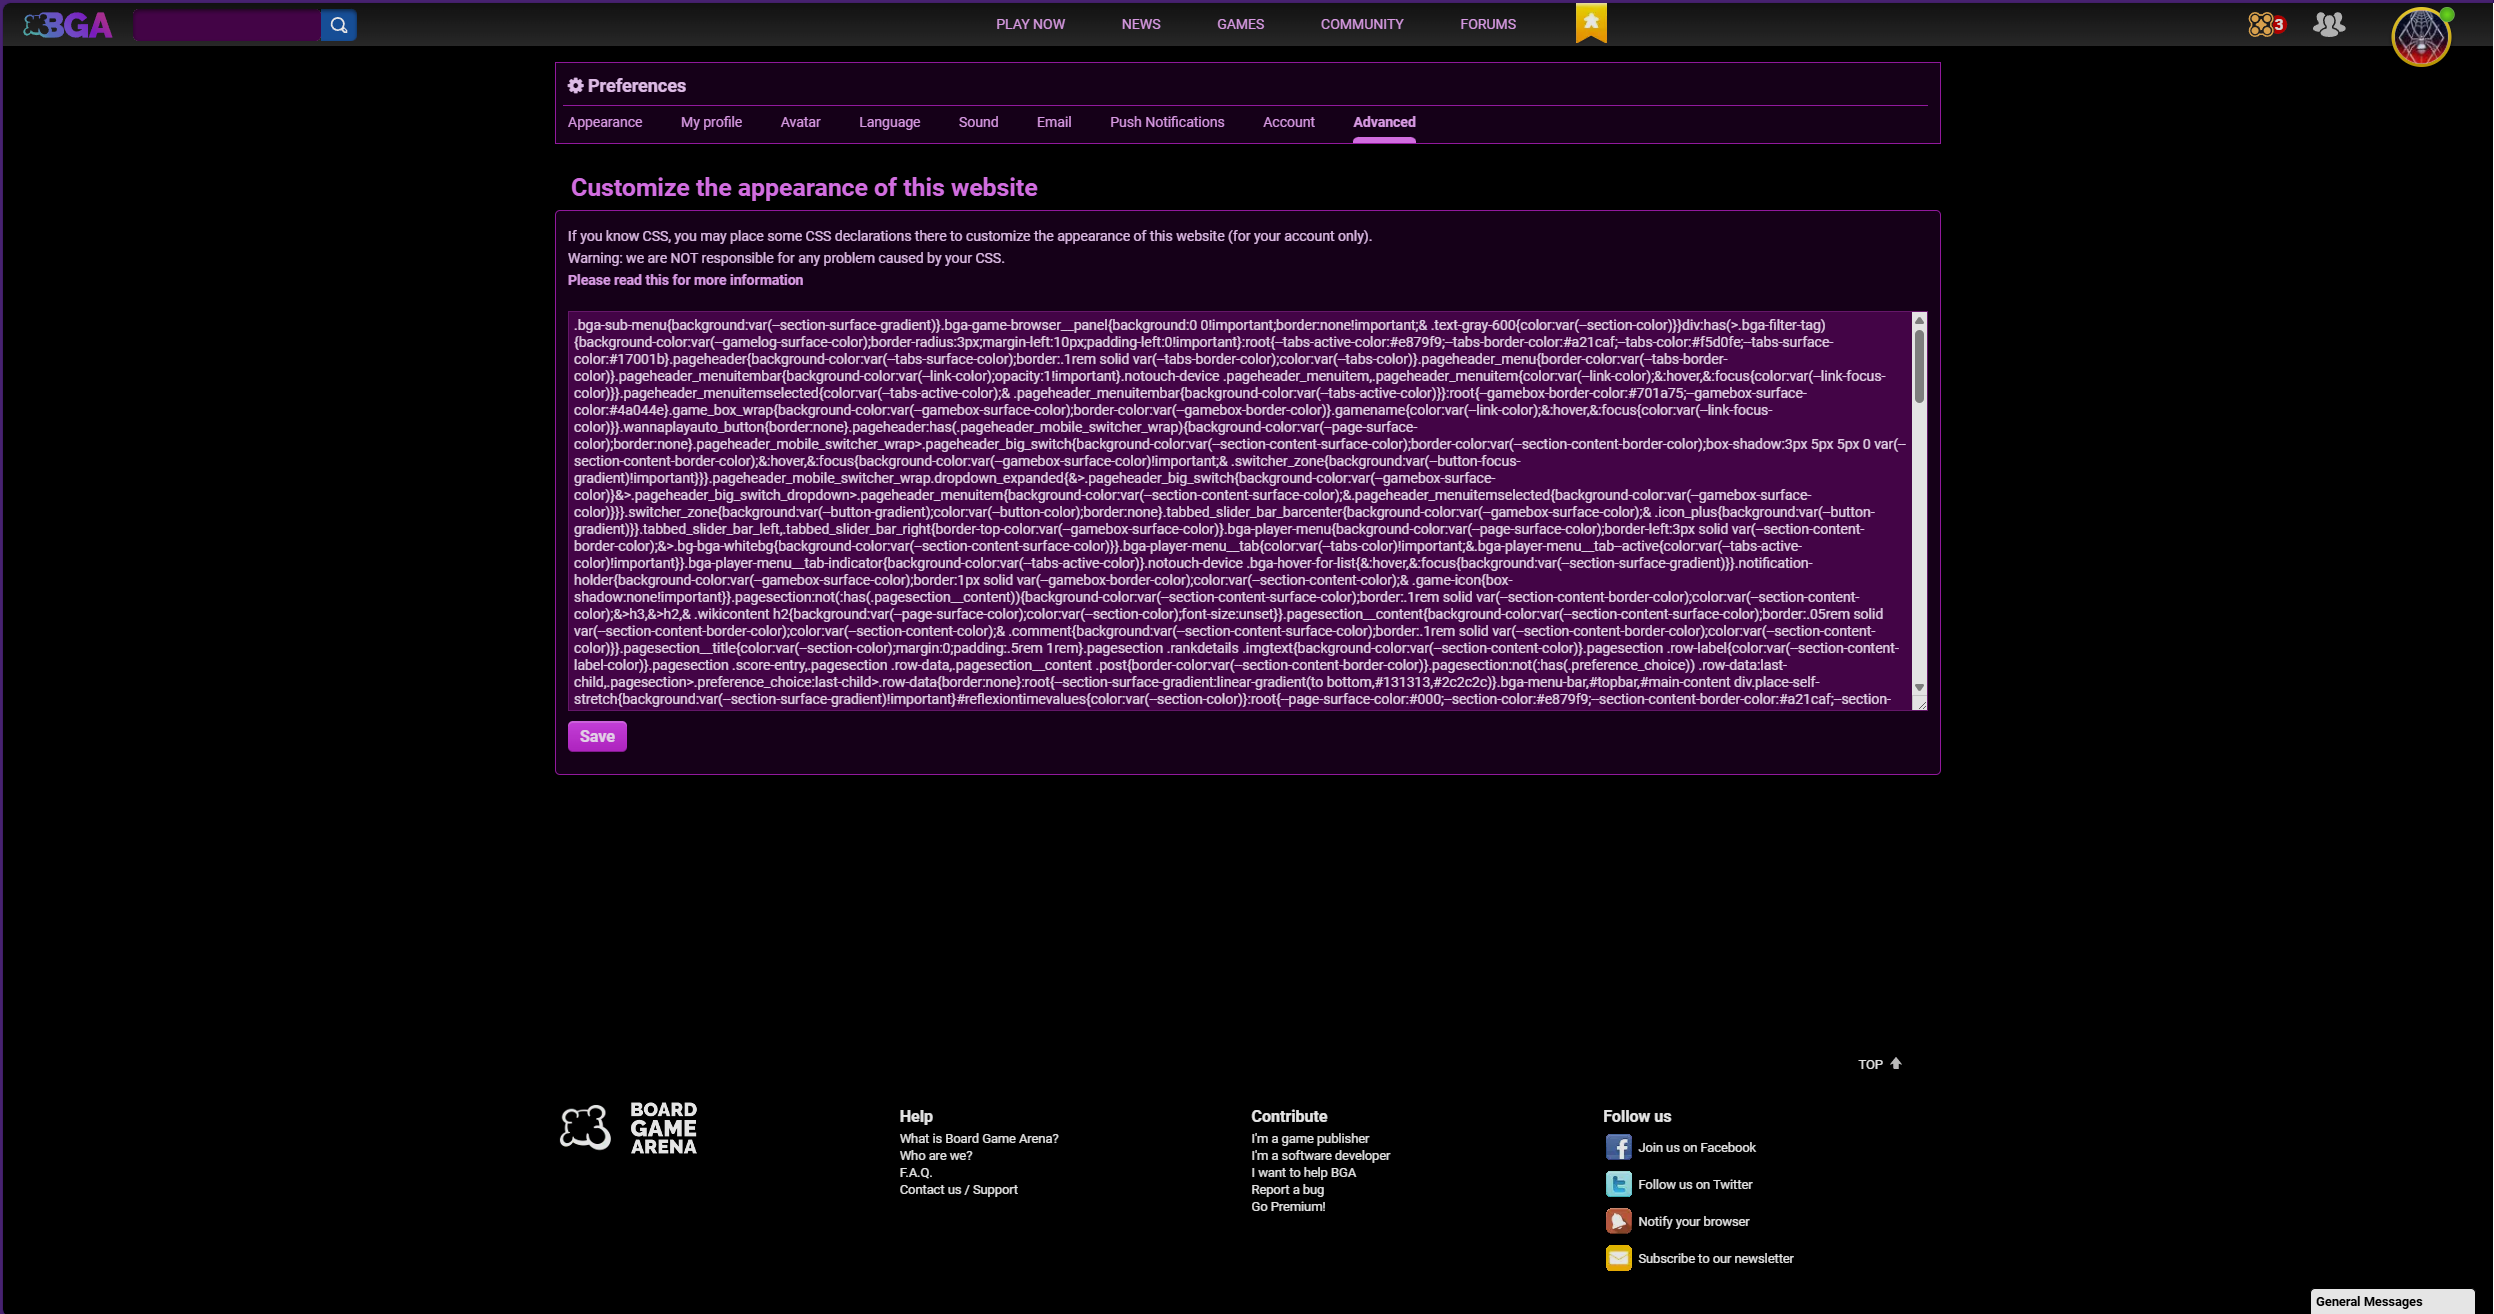 BGA
PLAY NOW
NEWS
GAMES
COMMUNITY
FORUMS
3
Preferences
Appearance
My profile
Avatar
Language
Sound
Email
Push Notifications
Account
Advanced
Customize the appearance of this website
If you know CSS, you may place some CSS declarations there to customize the appearance of this website (for your account only).
Warning: we are NOT responsible for any problem caused by your CSS.
Please read this for more information
.bga-sub-menu{background:var(--section-surface-gradient)}.bga-game-browser__panel{background:0 0!important;border:none!important;& .text-gray-600{color:var(--section-color)}}div:has(>.bga-filter-tag)
{background-color:var(--gamelog-surface-color);border-radius:3px;margin-left:10px;padding-left:0!important}:root{--tabs-active-color:#e879f9;--tabs-border-color:#a21caf;--tabs-color:#f5d0fe;--tabs-surface-
color:#17001b}.pageheader{background-color:var(--tabs-surface-color);border:.1rem solid var(--tabs-border-color);color:var(--tabs-color)}.pageheader_menu{border-color:var(--tabs-border-
color)}.pageheader_menuitembar{background-color:var(--link-color);opacity:1!important}.notouch-device .pageheader_menuitem,.pageheader_menuitem{color:var(--link-color);&:hover,&:focus{color:var(--link-focus-
color)}}.pageheader_menuitemselected{color:var(--tabs-active-color);& .pageheader_menuitembar{background-color:var(--tabs-active-color)}}:root{--gamebox-border-color:#701a75;--gamebox-surface-
color:#4a044e}.game_box_wrap{background-color:var(--gamebox-surface-color);border-color:var(--gamebox-border-color)}.gamename{color:var(--link-color);&:hover,&:focus{color:var(--link-focus-
color)}}.wannaplayauto_button{border:none}.pageheader:has(.pageheader_mobile_switcher_wrap){background-color:var(--page-surface-
color);border:none}.pageheader_mobile_switcher_wrap>.pageheader_big_switch{background-color:var(--section-content-surface-color);border-color:var(--section-content-border-color);box-shadow:3px 5px 5px 0 var(--
section-content-border-color);&:hover,&:focus{background-color:var(--gamebox-surface-color)!important;& .switcher_zone{background:var(--button-focus-
gradient)!important}}}.pageheader_mobile_switcher_wrap.dropdown_expanded{&>.pageheader_big_switch{background-color:var(--gamebox-surface-
color)}&>.pageheader_big_switch_dropdown>.pageheader_menuitem{background-color:var(--section-content-surface-color);&.pageheader_menuitemselected{background-color:var(--gamebox-surface-
color)}}}.switcher_zone{background:var(--button-gradient);color:var(--button-color);border:none}.tabbed_slider_bar_barcenter{background-color:var(--gamebox-surface-color);& .icon_plus{background:var(--button-
gradient)}}.tabbed_slider_bar_left,.tabbed_slider_bar_right{border-top-color:var(--gamebox-surface-color)}.bga-player-menu{background-color:var(--page-surface-color);border-left:3px solid var(--section-content-
border-color);&>.bg-bga-whitebg{background-color:var(--section-content-surface-color)}}.bga-player-menu__tab{color:var(--tabs-color)!important;&.bga-player-menu__tab--active{color:var(--tabs-active-
color)!important}}.bga-player-menu__tab-indicator{background-color:var(--tabs-active-color)}.notouch-device .bga-hover-for-list{&:hover,&:focus{background:var(--section-surface-gradient)}}.notification-
holder{background-color:var(--gamebox-surface-color);border:1px solid var(--gamebox-border-color);color:var(--section-content-color);& .game-icon{box-
shadow:none!important}}.pagesection:not(:has(.pagesection__content)){background-color:var(--section-content-surface-color);border:.1rem solid var(--section-content-border-color);color:var(--section-content-
color);&>h3,&>h2,& .wikicontent h2{background:var(--page-surface-color);color:var(--section-color);font-size:unset}}.pagesection__content{background-color:var(--section-content-surface-color);border:.05rem solid
var(--section-content-border-color);color:var(--section-content-color);& .comment{background:var(--section-content-surface-color);border:.1rem solid var(--section-content-border-color);color:var(--section-content-
color)}}.pagesection__title{color:var(--section-color);margin:0;padding:.5rem 1rem}.pagesection .rankdetails .imgtext{background-color:var(--section-content-color)}.pagesection .row-label{color:var(--section-content-
label-color)}.pagesection .score-entry,.pagesection .row-data,.pagesection__content .post{border-color:var(--section-content-border-color)}.pagesection:not(:has(.preference_choice)) .row-data:last-
child,.pagesection>.preference_choice:last-child>.row-data{border:none}:root{--section-surface-gradient:linear-gradient(to bottom,#131313,#2c2c2c)}.bga-menu-bar,#topbar,#main-content div.place-self-
stretch{background:var(--section-surface-gradient)!important}#reflexiontimevalues{color:var(--section-color)}:root{--page-surface-color:#000;--section-color:#e879f9;--section-content-border-color:#a21caf;--section-
Save
TOP
BOARD
GAME
ARENA
Help
What is Board Game Arena?
Who are we?
F.A.Q.
Contact us / Support
Contribute
I'm a game publisher
I'm a software developer
I want to help BGA
Report a bug
Go Premium!
Follow us
Join us on Facebook
Follow us on Twitter
Notify your browser
Subscribe to our newsletter
General Messages